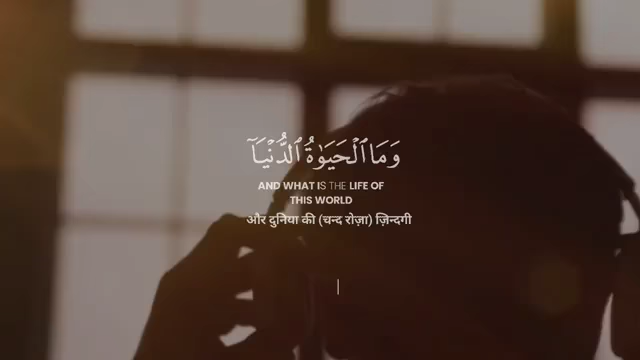 وَمَا ٱلْحَيَوٰةُ ٱلدُّنْيَآ
AND WHAT IS THE LIFE OF
THIS WORLD
और दुनिया की (चन्द रोज़ा) ज़िन्दगी